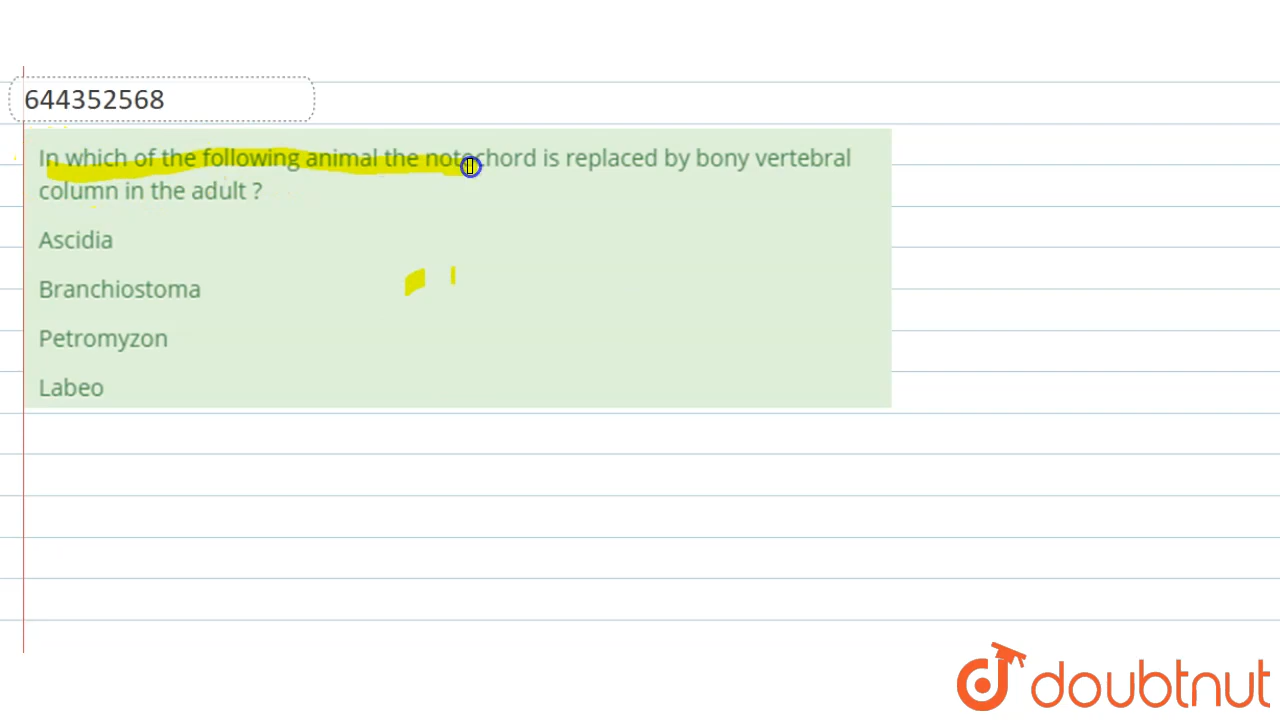 644352568
In which of the following animal the notochord is replaced by bony vertebral
column in the adult ?
Ascidia
Branchiostoma
Petromyzon
Labeo
doubtnut